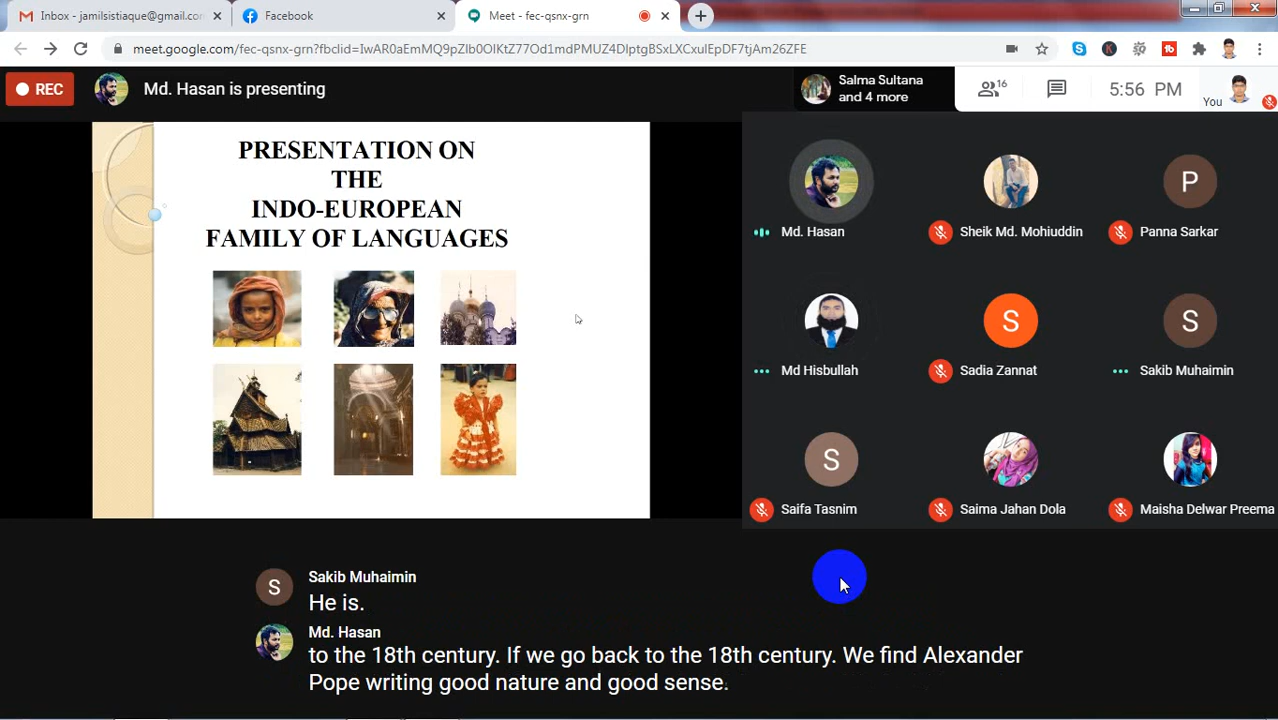 Inbox - jamilsistiaque@gmail.co
Facebook
Meet - fec-qsnx-grn
meet.google.com/fec-qsnx-grn?fbclid=IwAR0aEmMQ9pZIb0OIKtZ77Od1mdPMUZ4DIptgBSxLXCxulEpDF7tjAm26ZFE
REC
Md. Hasan is presenting
Salma Sultana
and 4 more
16
5:56 PM
You
PRESENTATION ON
THE
INDO-EUROPEAN
FAMILY OF LANGUAGES
Md. Hasan
Sheik Md. Mohiuddin
P
Panna Sarkar
Md Hisbullah
S
Sadia Zannat
S
Sakib Muhaimin
S
Saifa Tasnim
Saima Jahan Dola
Maisha Delwar Preema
S
Sakib Muhaimin
He is.
Md. Hasan
to the 18th century. If we go back to the 18th century. We find Alexander
Pope writing good nature and good sense.